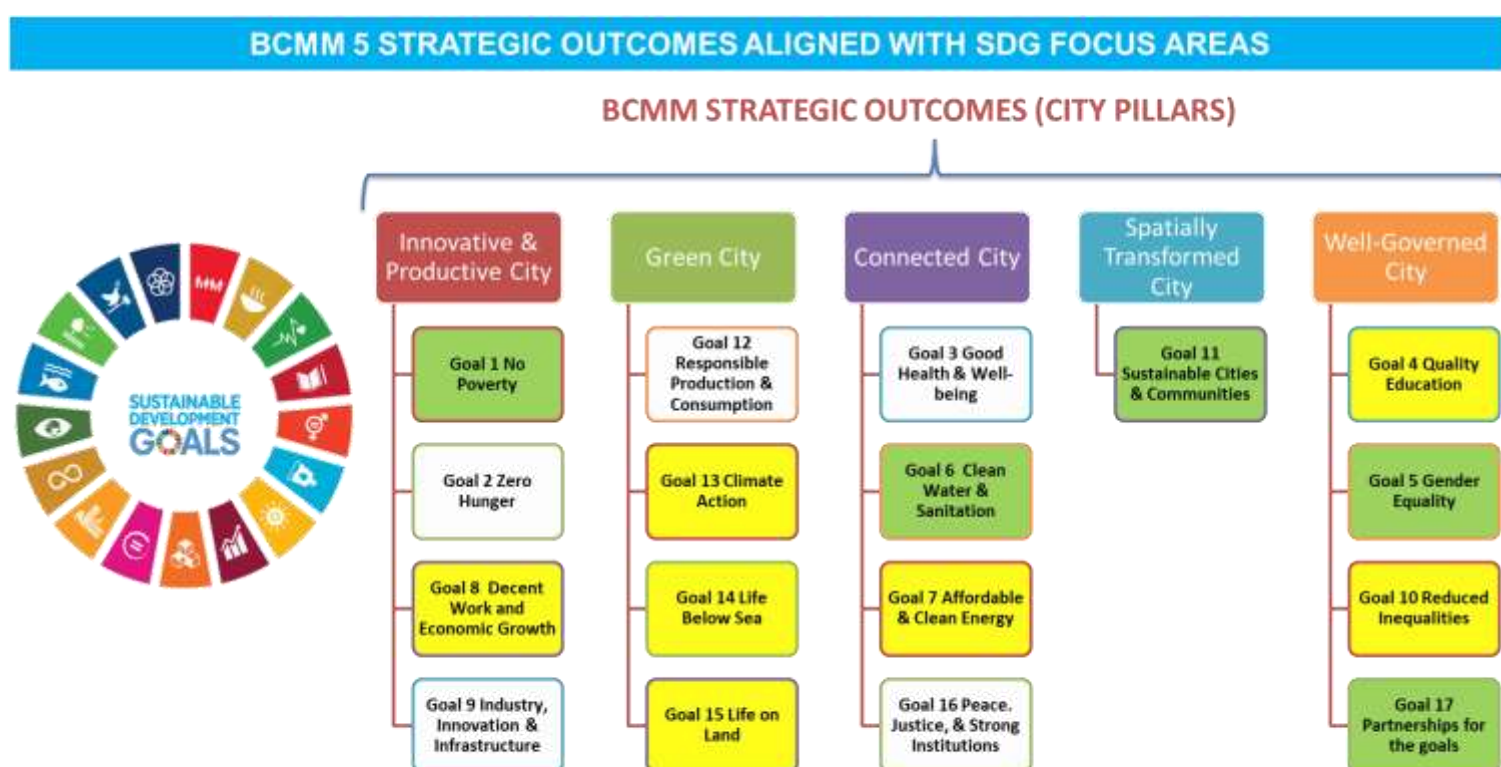 BCMM 5 STRATEGIC OUTCOMES ALIGNED WITH SDG FOCUS AREAS
BCMM STRATEGIC OUTCOMES (CITY PILLARS)
SUSTAINABLE
DEVELOPMENT
GOALS
Innovative &
Productive City
Goal 1 No
Poverty
Goal 2 Zero
Hunger
Goal 8 Decent
Work and
Economic Growth
Goal 9 Industry,
Innovation &
Infrastructure
Green City
Goal 12
Responsible
Production &
Consumption
Goal 13 Climate
Action
Goal 14 Life
Below Sea
Goal 15 Life on
Land
Connected City
Goal 3 Good
Health & Well-
being
Goal 6 Clean
Water &
Sanitation
Goal 7 Affordable
& Clean Energy
Goal 16 Peace.
Justice, & Strong
Institutions
Spatially
Transformed
City
Goal 11
Sustainable Cities
& Communities
Well-Governed
City
Goal 4 Quality
Education
Goal 5 Gender
Equality
Goal 10 Reduced
Inequalities
Goal 17
Partnerships for
the goals